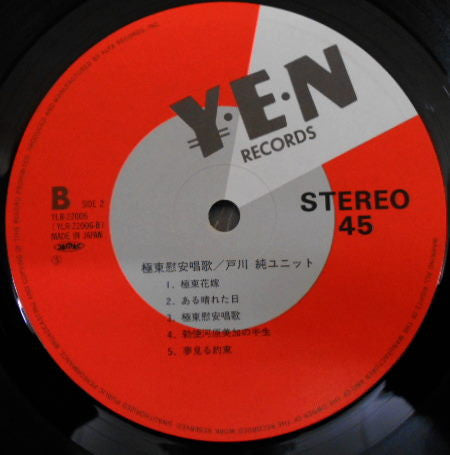 Y·E·N
RECORDS
STEREO
45
B SIDE 2
YLR-22006
(YLR-22006-B)
MADE IN JAPAN
極東慰安唱歌/戸川 純ユニット
1. 極東花嫁
2. ある晴れた日
3. 極東慰安唱歌
4. 勅使河原美加の半生
5. 夢見る約束